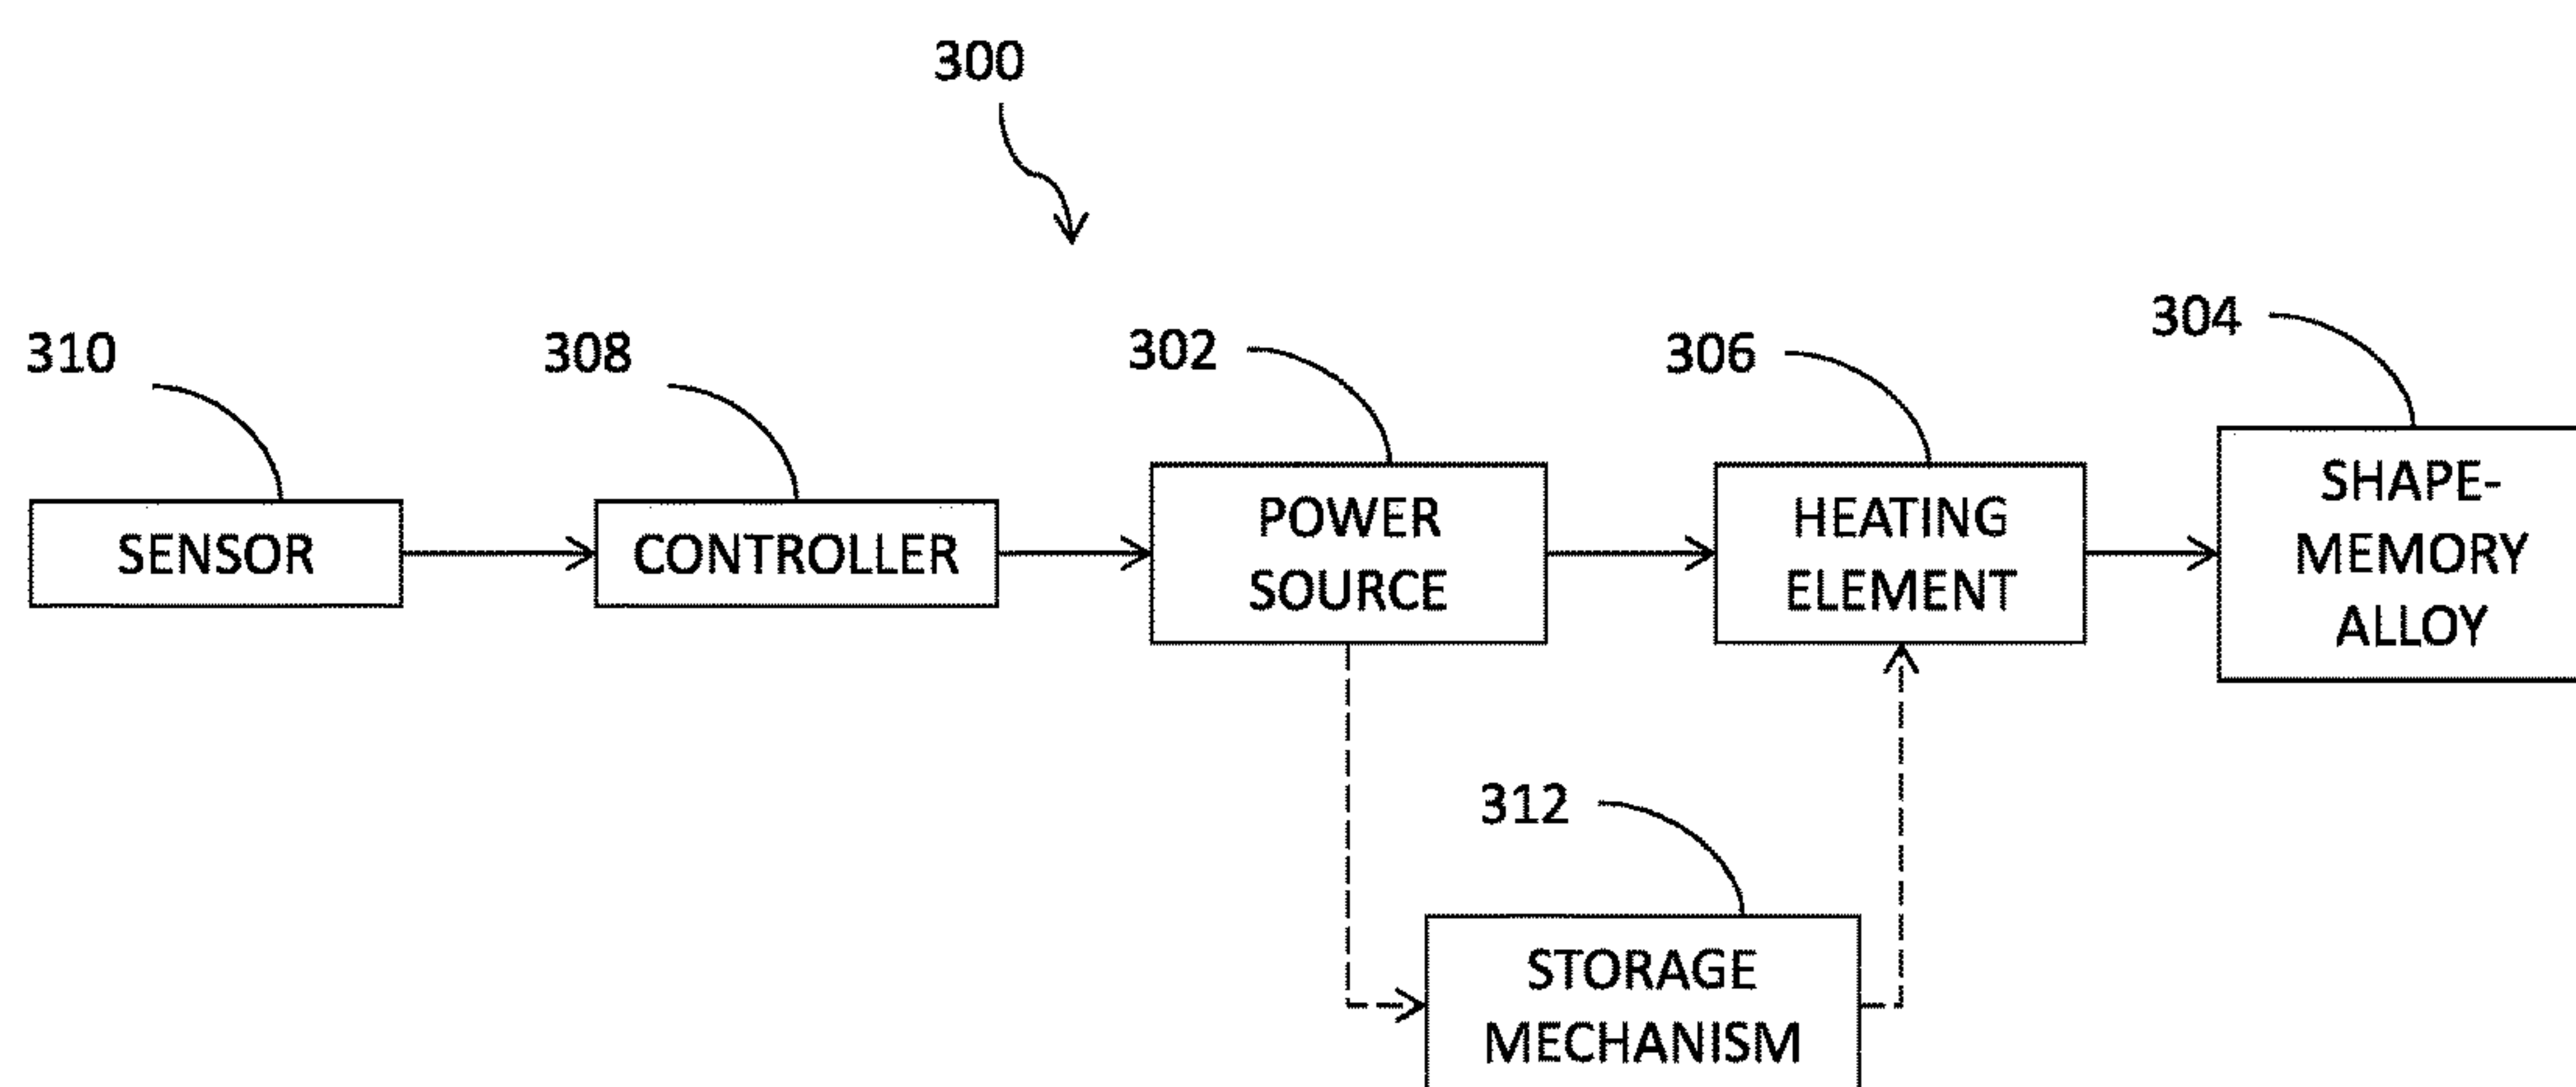 300
310
308
302
306
304
SENSOR
CONTROLLER
POWER
SOURCE
HEATING
ELEMENT
SHAPE-
MEMORY
ALLOY
312
STORAGE
MECHANISM